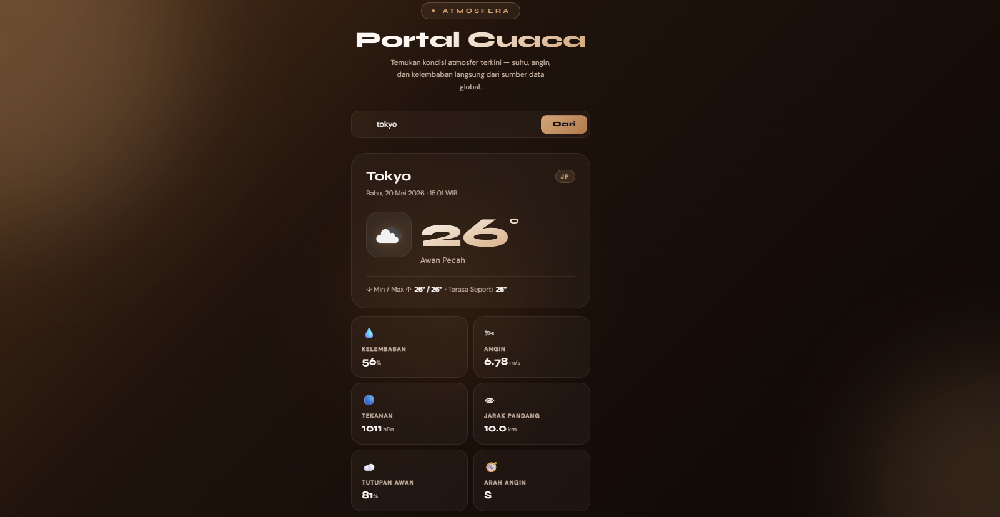 ATMOSFERA
Portal Cuaca
Temukan kondisi atmosfer terkini — suhu, angin,
dan kelembaban langsung dari sumber data
global.
tokyo
Cari
Tokyo
JP
Rabu, 20 Mei 2026 · 15.01 WIB
26°
Awan Pecah
↓ Min / Max ↑ 26° / 26° · Terasa Seperti 26°
KELEMBABAN
56%
ANGIN
6.78 m/s
TEKANAN
1011 hPa
JARAK PANDANG
10.0 km
TUTUPAN AWAN
81%
ARAH ANGIN
S